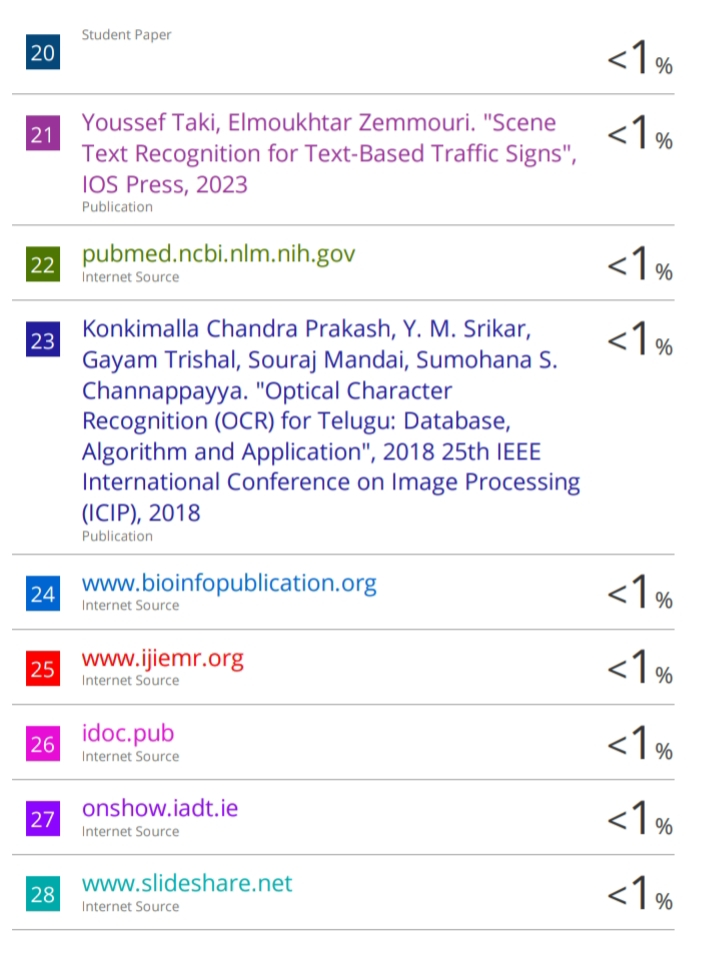 20
Student Paper
<1%
21
Youssef Taki, Elmoukhtar Zemmouri. "Scene
Text Recognition for Text-Based Traffic Signs",
IOS Press, 2023
Publication
<1%
22
pubmed.ncbi.nlm.nih.gov
Internet Source
<1%
23
Konkimalla Chandra Prakash, Y. M. Srikar,
Gayam Trishal, Souraj Mandai, Sumohana S.
Channappayya. "Optical Character
Recognition (OCR) for Telugu: Database,
Algorithm and Application", 2018 25th IEEE
International Conference on Image Processing
(ICIP), 2018
Publication
<1%
24
www.bioinfopublication.org
Internet Source
<1%
25
www.ijiemr.org
Internet Source
<1%
26
idoc.pub
Internet Source
<1%
27
onshow.iadt.ie
Internet Source
<1%
28
www.slideshare.net
Internet Source
<1%